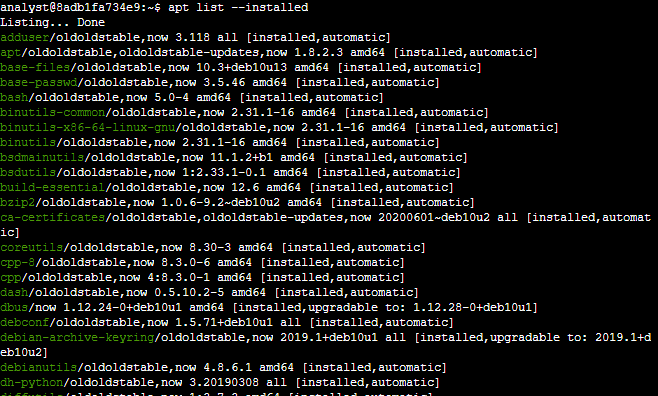 analyst@8adb1fa734e9:~$ apt list --installed
Listing... Done
adduser/oldoldstable,now 3.118 all [installed,automatic]
apt/oldoldstable,oldoldstable-updates,now 1.8.2.3 amd64 [installed,automatic]
base-files/oldoldstable,now 10.3+deb10u13 amd64 [installed,automatic]
base-passwd/oldoldstable,now 3.5.46 amd64 [installed,automatic]
bash/oldoldstable,now 5.0-4 amd64 [installed,automatic]
binutils-common/oldoldstable,now 2.31.1-16 amd64 [installed,automatic]
binutils-x86-64-linux-gnu/oldoldstable,now 2.31.1-16 amd64 [installed,automatic]
binutils/oldoldstable,now 2.31.1-16 amd64 [installed,automatic]
bsdmainutils/oldoldstable,now 11.1.2+b1 amd64 [installed,automatic]
bsdutils/oldoldstable,now 1:2.33.1-0.1 amd64 [installed,automatic]
build-essential/oldoldstable,now 12.6 amd64 [installed,automatic]
bzip2/oldoldstable,now 1.0.6-9.2~deb10u2 amd64 [installed,automatic]
ca-certificates/oldoldstable,oldoldstable-updates,now 20200601~deb10u2 all [installed,automat
ic]
coreutils/oldoldstable,now 8.30-3 amd64 [installed,automatic]
cpp-8/oldoldstable,now 8.3.0-6 amd64 [installed,automatic]
cpp/oldoldstable,now 4:8.3.0-1 amd64 [installed,automatic]
dash/oldoldstable,now 0.5.10.2-5 amd64 [installed,automatic]
dbus/now 1.12.24-0+deb10u1 amd64 [installed,upgradable to: 1.12.28-0+deb10u1]
debconf/oldoldstable,now 1.5.71+deb10u1 all [installed,automatic]
debian-archive-keyring/oldoldstable,now 2019.1+deb10u1 all [installed,upgradable to: 2019.1+d
eb10u2]
debianutils/oldoldstable,now 4.8.6.1 amd64 [installed,automatic]
dh-python/oldoldstable,now 3.20190308 all [installed,automatic]